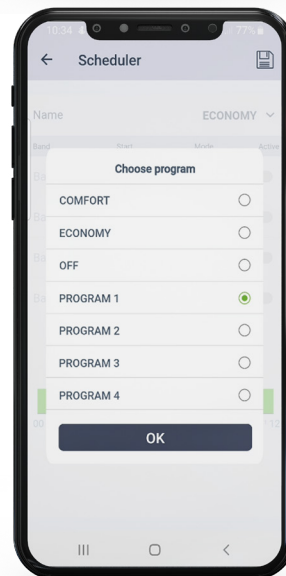 10:34
77%
Scheduler
Name ECONOMY
Band Start Mode Active
Choose program
COMFORT
ECONOMY
OFF
PROGRAM 1
PROGRAM 2
PROGRAM 3
PROGRAM 4
OK